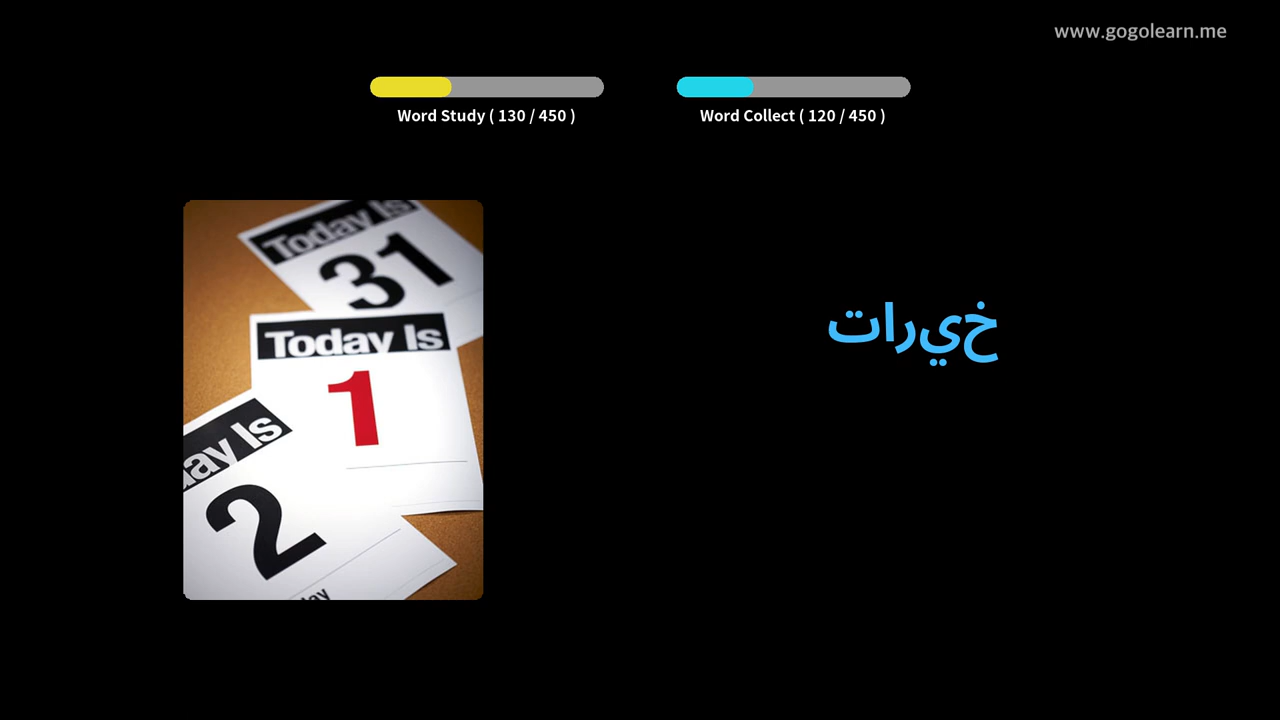 www.gogolearn.me
Word Study ( 130 / 450 )
Word Collect ( 120 / 450 )
Today Is
31
Today Is
1
ay Is
2
ay
خيرات